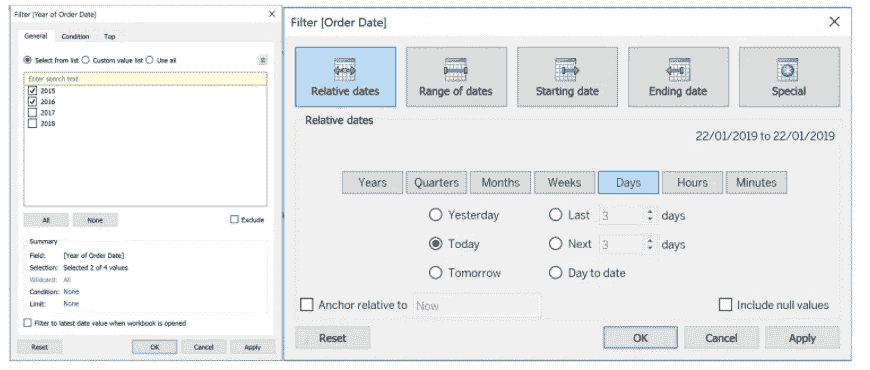 Filter [Year of Order Date]
General Condition Top
Select from list Custom value list Use all
Enter search text
2015
2016
2017
2018
All None Exclude
Summary
Field: [Year of Order Date]
Selection: Selected 2 of 4 values
Wildcard: All
Condition: None
Limit: None
Filter to latest date value when workbook is opened
Reset OK Cancel Apply
Filter [Order Date]
Relative dates Range of dates Starting date Ending date Special
Relative dates
22/01/2019 to 22/01/2019
Years Quarters Months Weeks Days Hours Minutes
Yesterday Last 3 days
Today Next 3 days
Tomorrow Day to date
Anchor relative to Now Include null values
Reset OK Cancel Apply